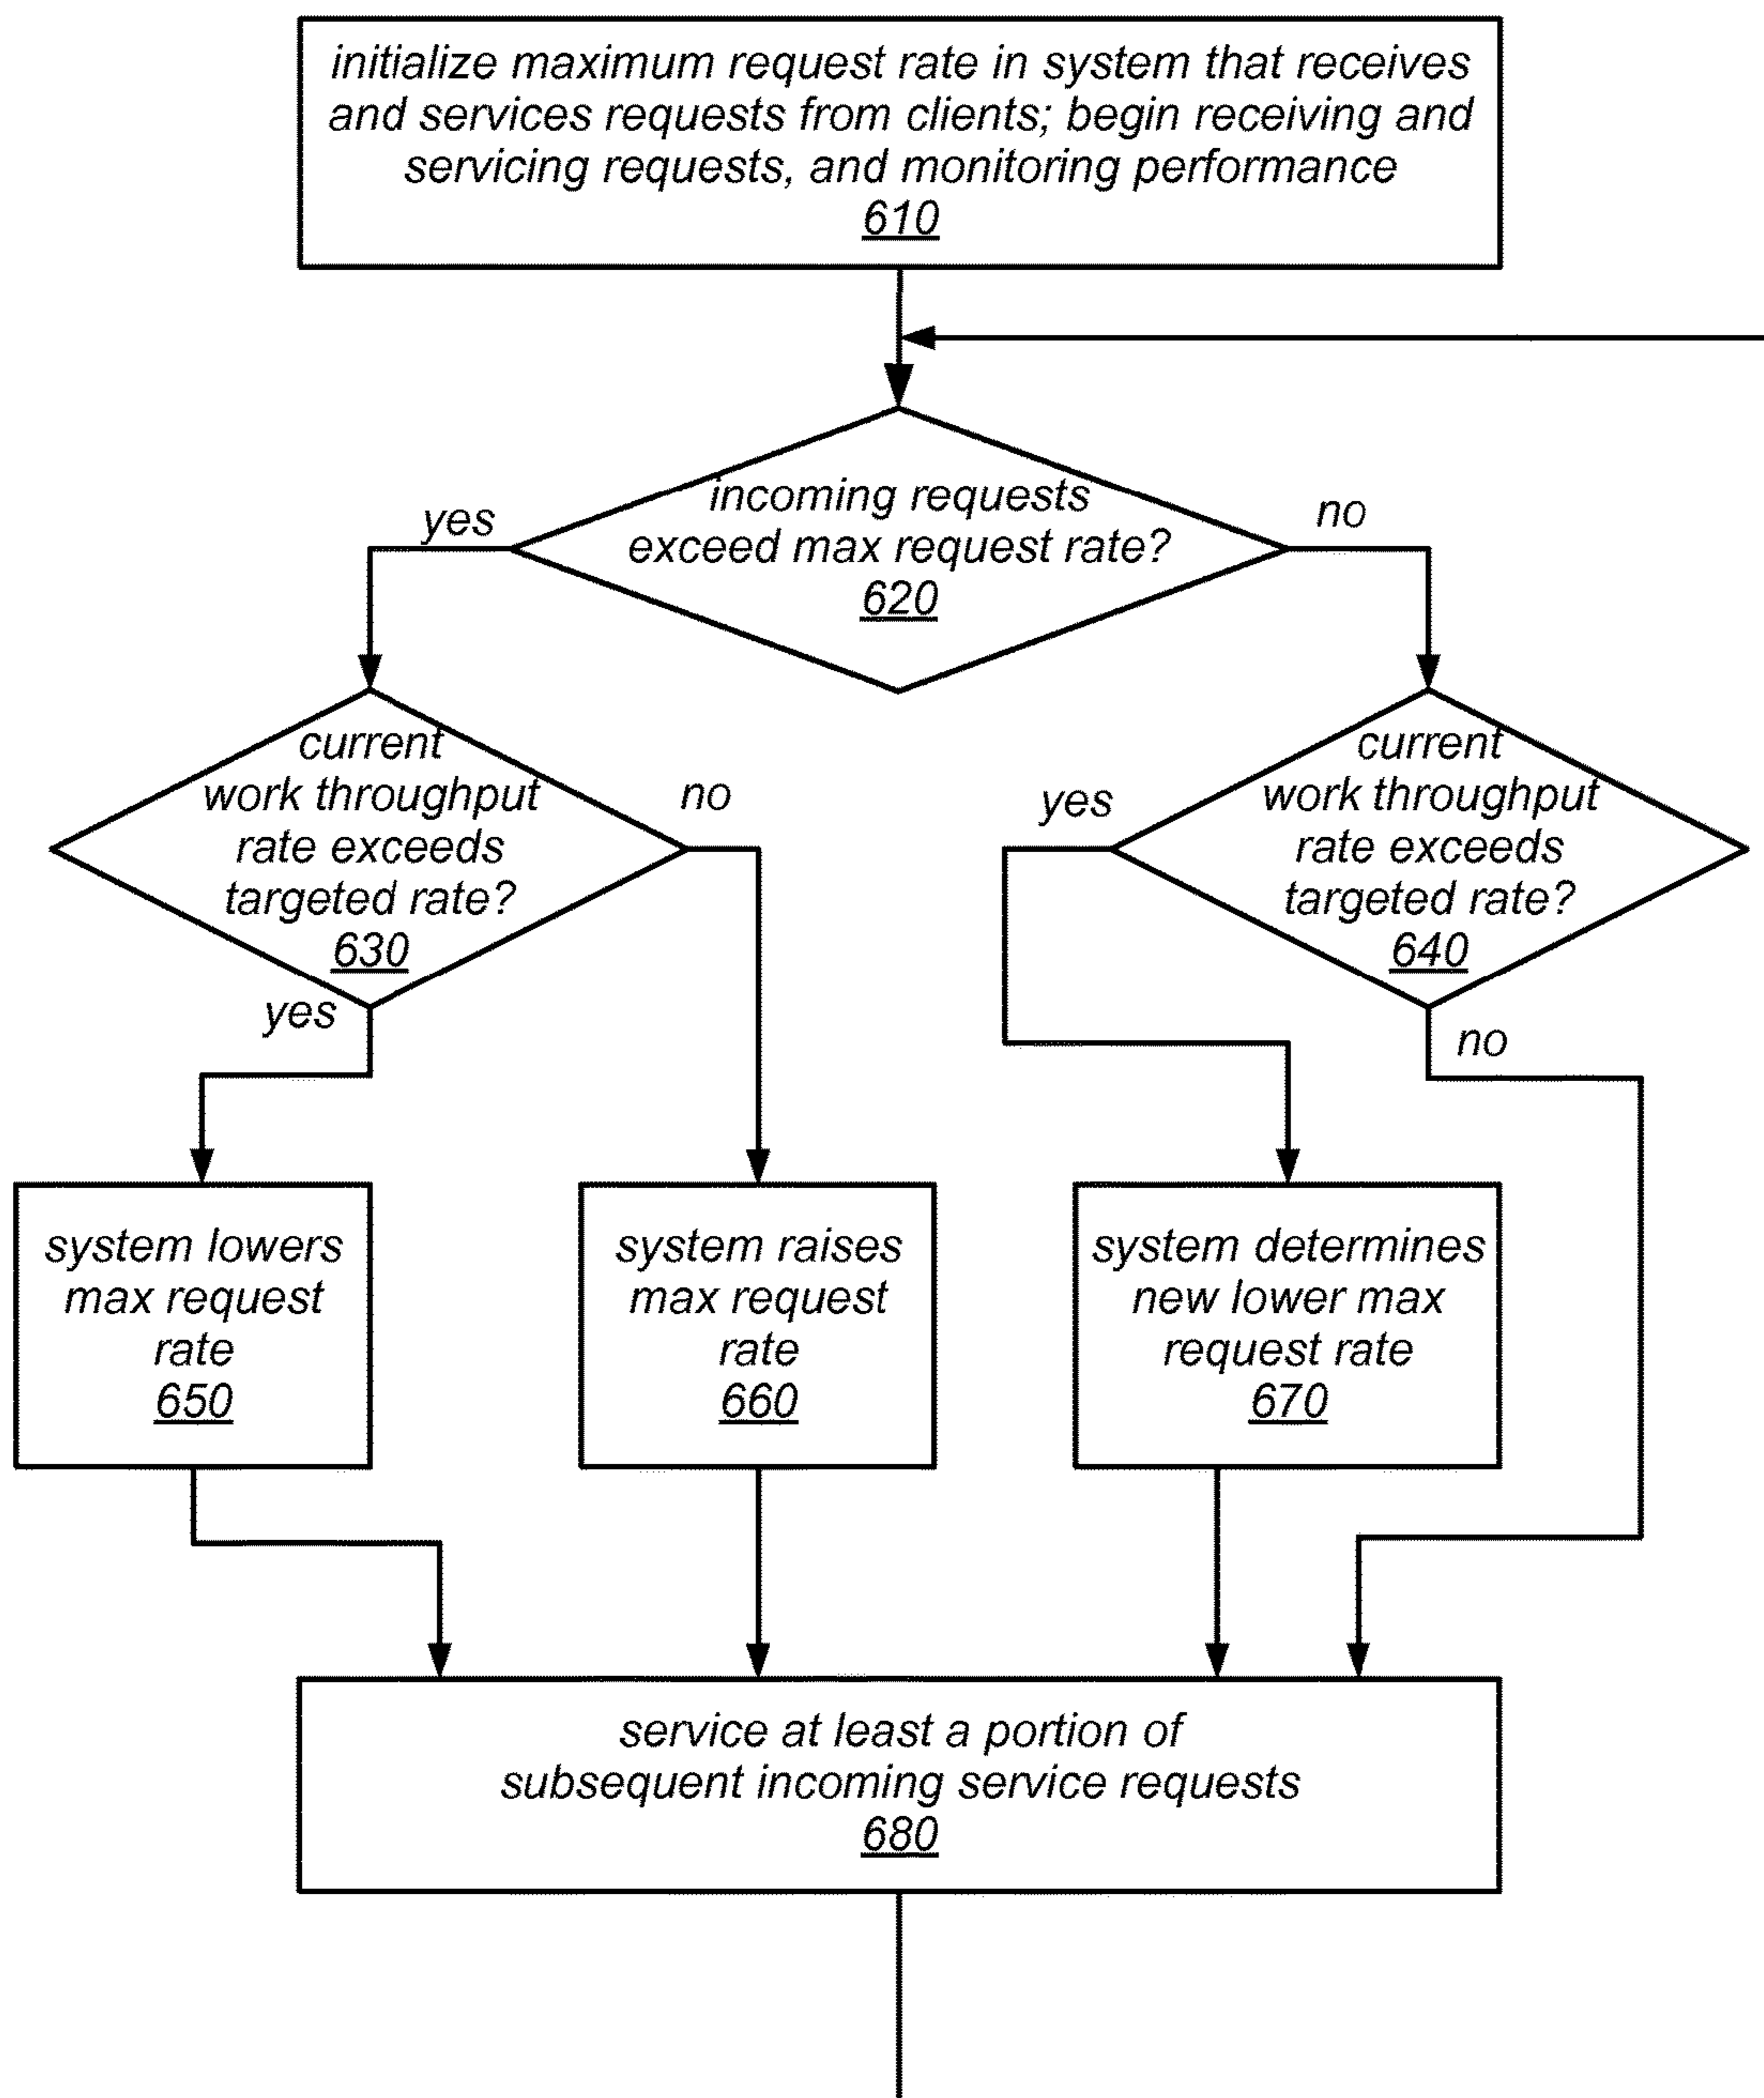 initialize maximum request rate in system that receives
and services requests from clients; begin receiving and
servicing requests, and monitoring performance
610
incoming requests
exceed max request rate?
620
yes
no
current
work throughput
rate exceeds
targeted rate?
630
yes
no
current
work throughput
rate exceeds
targeted rate?
640
yes
no
system lowers
max request
rate
650
system raises
max request
rate
660
system determines
new lower max
request rate
670
service at least a portion of
subsequent incoming service requests
680